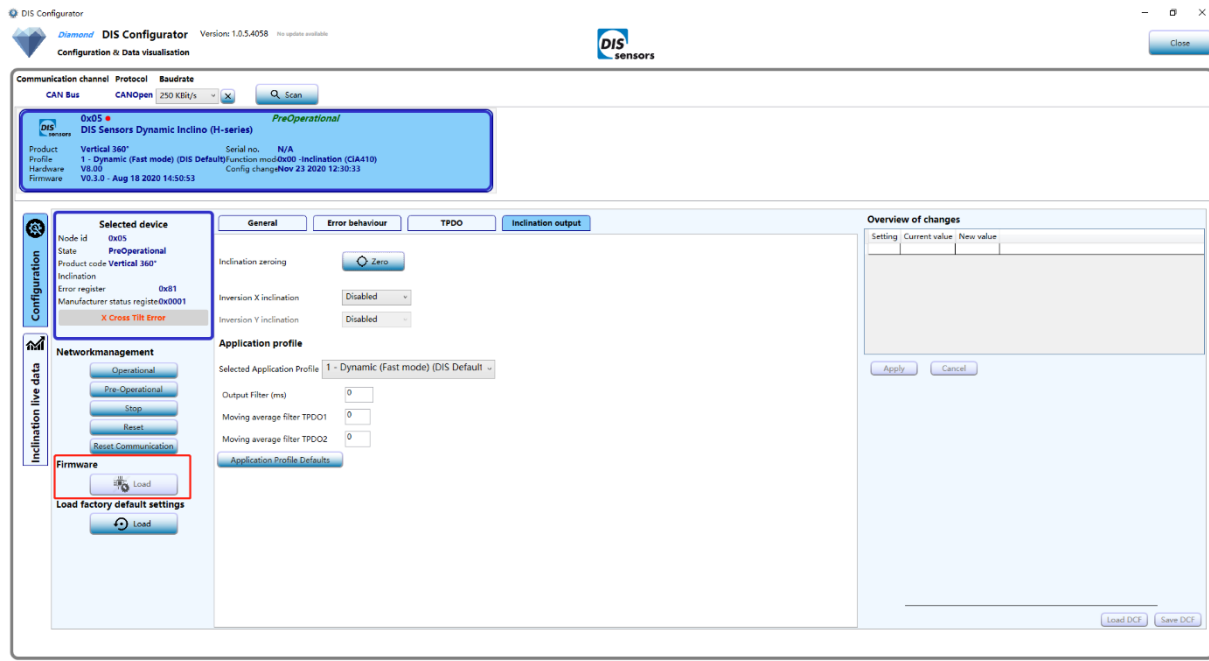 DIS Configurator
Diamond DIS Configurator Version: 1.0.5.4058 No update available
Configuration & Data visualisation
DIS
sensors
Close
Communication channel Protocol Baudrate
CAN Bus CANOpen 250 KBit/s Scan
0x05 PreOperational
DIS Sensors Dynamic Inclino (H-series)
DIS
sensors
Product Vertical 360° Serial no. N/A
Profile 1 - Dynamic (Fast mode) (DIS Default) Function mod 0x00 -Inclination (CiA410)
Hardware V8.00 Config change Nov 23 2020 12:30:33
Firmware V0.3.0 - Aug 18 2020 14:50:53
Configuration
Inclination live data
Selected device
Node id 0x05
State PreOperational
Product code Vertical 360°
Inclination
Error register 0x81
Manufacturer status registe 0x0001
X Cross Tilt Error
Networkmanagement
Operational
Pre-Operational
Stop
Reset
Reset Communication
Firmware
Load
Load factory default settings
Load
General Error behaviour TPDO Inclination output
Inclination zeroing Zero
Inversion X inclination Disabled
Inversion Y inclination Disabled
Application profile
Selected Application Profile 1 - Dynamic (Fast mode) (DIS Default
Output Filter (ms) 0
Moving average filter TPDO1 0
Moving average filter TPDO2 0
Application Profile Defaults
Overview of changes
Setting Current value New value
Apply Cancel
Load DCF Save DCF